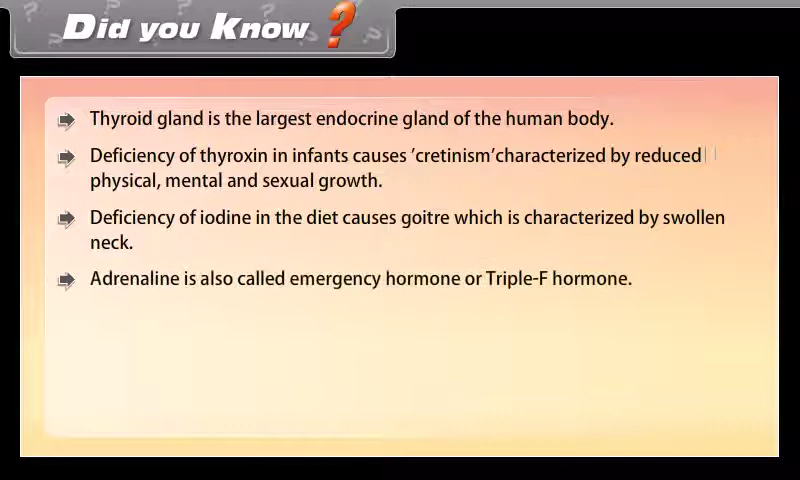 Did you Know ?
Thyroid gland is the largest endocrine gland of the human body.
Deficiency of thyroxin in infants causes ‘cretinism’characterized by reduced
physical, mental and sexual growth.
Deficiency of iodine in the diet causes goitre which is characterized by swollen
neck.
Adrenaline is also called emergency hormone or Triple-F hormone.